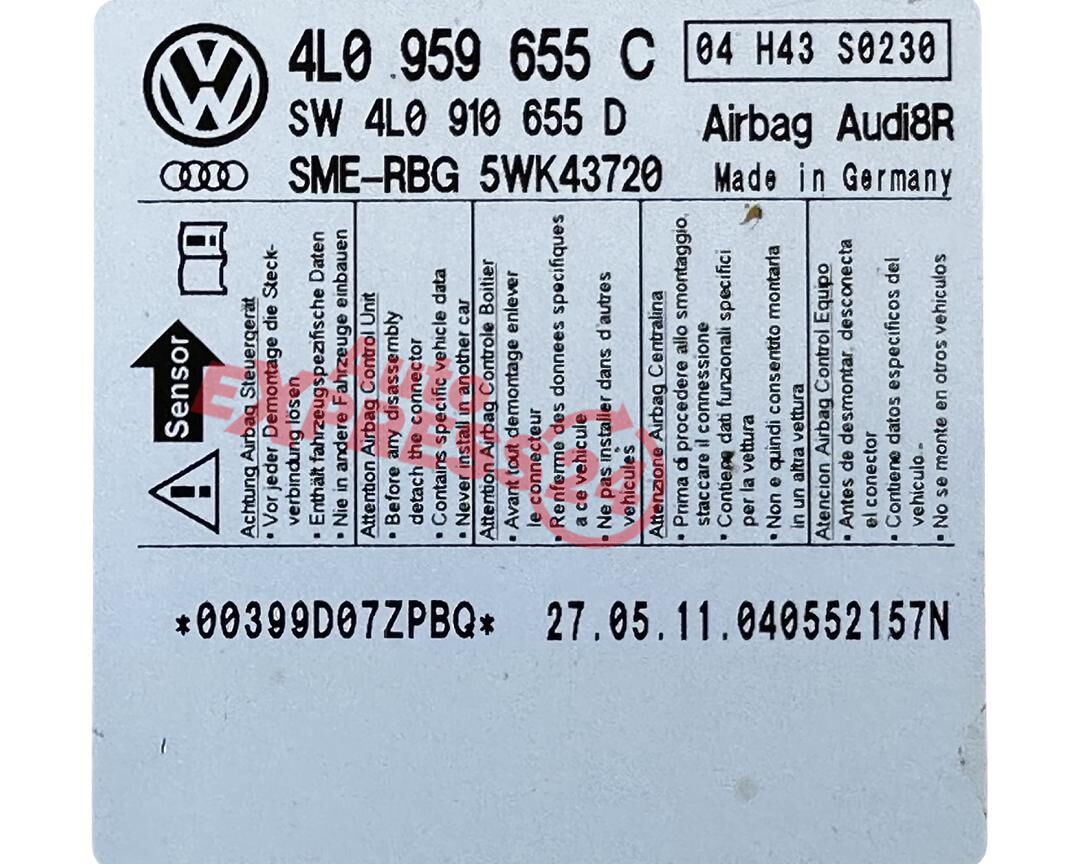 4L0 959 655 C
04 H43 S0230
SW 4L0 910 655 D
Airbag Audi8R
SME-RBG 5WK43720
Made in Germany
Sensor
Achtung Airbag Steuergerät
• Vor jeder Demontage die Steck-
verbindung lösen
• Enthält fahrzeugspezifische Daten
• Nie in andere Fahrzeuge einbauen
Attention Airbag Control Unit
• Before any disassembly
detach the connector
• Contains specific vehicle data
• Never install in another car
Attention Airbag Controle Boitier
• Avant tout demontage enlever
le connecteur
• Referme des donnees specifiques
a ce vehicule
• Ne pas installer dans d'autres
vehicules
Attenzione Airbag Centralina
• Prima di procedere allo smontaggio,
staccare il connessione
• Contiene dati funzionali specifici
per la vettura
• Non e quindi consentito montarla
in un altra vettura
Atencion Airbag Control Equipo
• Antes de desmontar, desconecta
el conector
• Contiene datos especificos del
vehiculo.
• No se monte en otros vehiculos
Auto
EXPRESS24
*00399D07ZPBQ*
27.05.11.040552157N